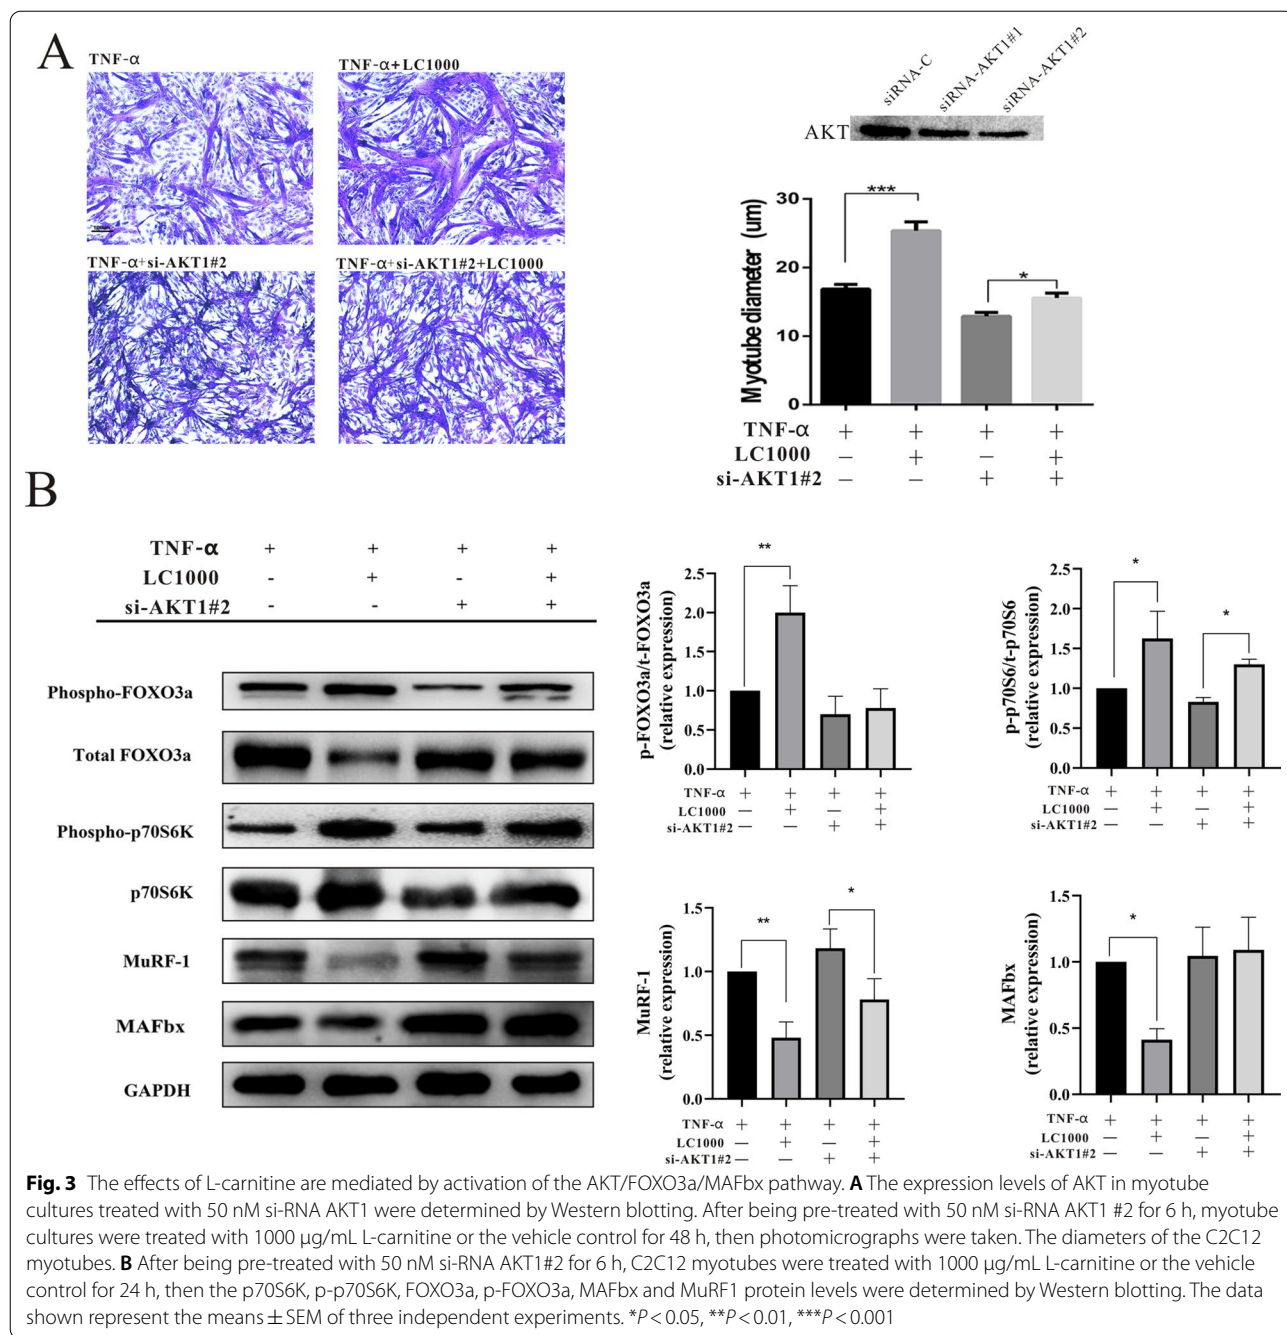 A
TNF-α
TNF-α+LC1000
TNF-α+si-AKT1#2
TNF-α+si-AKT1#2+LC1000
siRNA-C
siRNA-AKT1#1
siRNA-AKT1#2
AKT
Myotube diameter (um)
30
20
10
0
***
*
TNF-α + + + +
LC1000 — + — +
si-AKT1#2 — — + +
B
TNF-α + + + +
LC1000 - + - +
si-AKT1#2 - - + +
Phospho-FOXO3a
Total FOXO3a
Phospho-p70S6K
p70S6K
MuRF-1
MAFbx
GAPDH
p-FOXO3a/t-FOXO3a
(relative expression)
2.5
2.0
1.5
1.0
0.5
0.0
**
TNF-α + + + +
LC1000 — + — +
si-AKT1#2 — — + +
p-p70S6/t-p70S6
(relative expression)
2.5
2.0
1.5
1.0
0.5
0.0
*
*
TNF-α + + + +
LC1000 — + — +
si-AKT1#2 — — + +
MuRF-1
(relative expression)
1.5
1.0
0.5
0.0
**
*
TNF-α + + + +
LC1000 — + — +
si-AKT1#2 — — + +
MAFbx
(relative expression)
1.5
1.0
0.5
0.0
*
TNF-α + + + +
LC1000 — + — +
si-AKT1#2 — — + +
Fig. 3 The effects of L-carnitine are mediated by activation of the AKT/FOXO3a/MAFbx pathway. A The expression levels of AKT in myotube
cultures treated with 50 nM si-RNA AKT1 were determined by Western blotting. After being pre-treated with 50 nM si-RNA AKT1 #2 for 6 h, myotube
cultures were treated with 1000 μg/mL L-carnitine or the vehicle control for 48 h, then photomicrographs were taken. The diameters of the C2C12
myotubes. B After being pre-treated with 50 nM si-RNA AKT1#2 for 6 h, C2C12 myotubes were treated with 1000 μg/mL L-carnitine or the vehicle
control for 24 h, then the p70S6K, p-p70S6K, FOXO3a, p-FOXO3a, MAFbx and MuRF1 protein levels were determined by Western blotting. The data
shown represent the means ± SEM of three independent experiments. *P < 0.05, **P < 0.01, ***P < 0.001